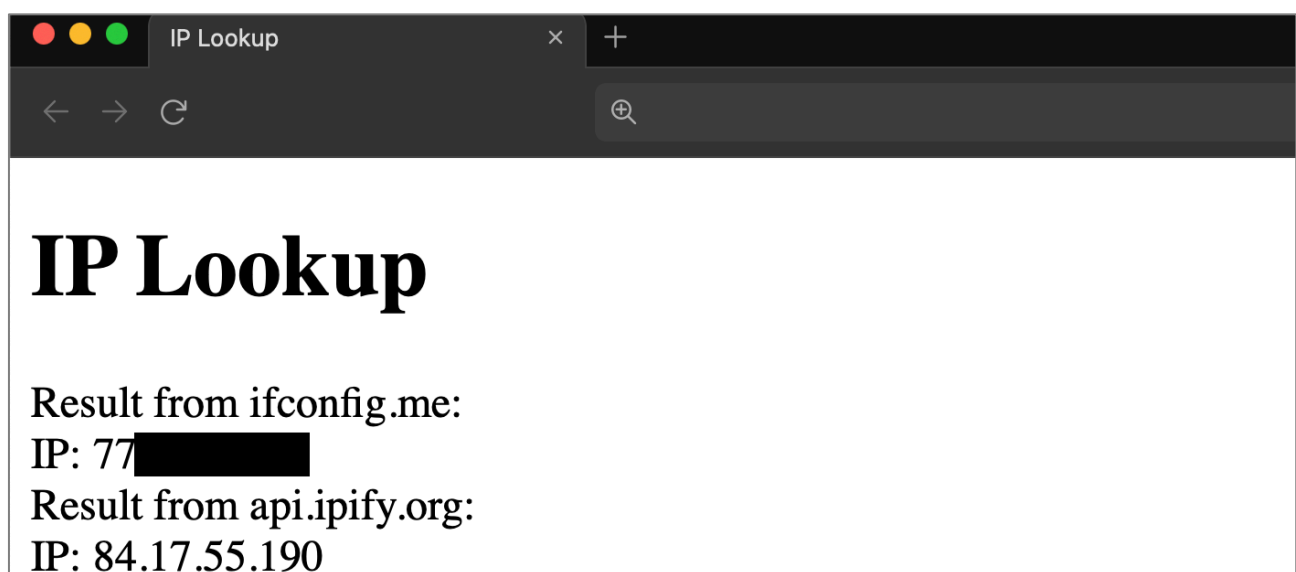 IP Lookup
IP Lookup
Result from ifconfig.me:
IP: 77
Result from api.ipify.org:
IP: 84.17.55.190